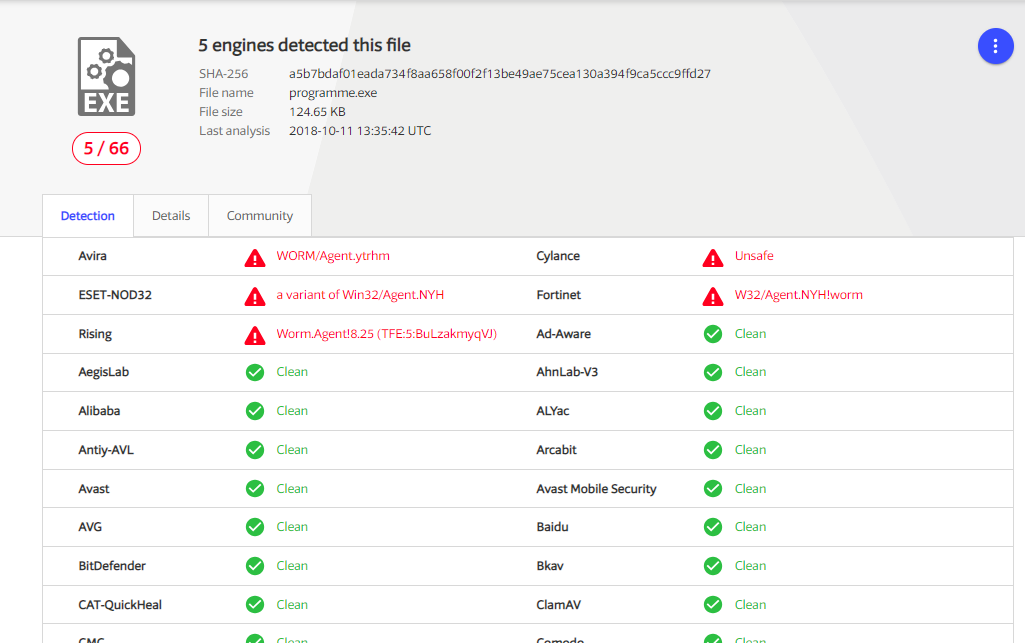 5 engines detected this file
SHA-256 a5b7bdaf01eada734f8aa658f00f2f13be49ae75cea130a394f9ca5ccc9ffd27
File name programme.exe
File size 124.65 KB
Last analysis 2018-10-11 13:35:42 UTC
EXE
5 / 66
Detection Details Community
Avira WORM/Agent.ytrhm Cylance Unsafe
ESET-NOD32 a variant of Win32/Agent.NYH Fortinet W32/Agent.NYH!worm
Rising Worm.Agent!8.25 (TFE:5:BuLzakmyqVJ) Ad-Aware Clean
AegisLab Clean AhnLab-V3 Clean
Alibaba Clean ALYac Clean
Antiy-AVL Clean Arcabit Clean
Avast Clean Avast Mobile Security Clean
AVG Clean Baidu Clean
BitDefender Clean Bkav Clean
CAT-QuickHeal Clean ClamAV Clean
CMC Clean Comodo Clean